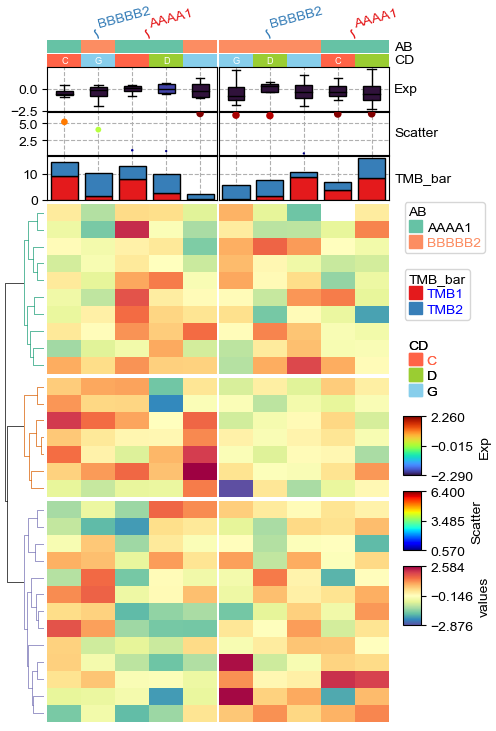 BBBBB2 AAAA1 BBBBB2 AAAA1
AB
C G D G D C CD
0.0 Exp
−2.5
5.0 Scatter
2.5
10 TMB_bar
0
AB
AAAA1
BBBBB2
TMB_bar
TMB1
TMB2
CD
C
D
G
2.260
−0.015
−2.290
Exp
6.400
3.485
0.570
Scatter
2.584
−0.146
−2.876
values